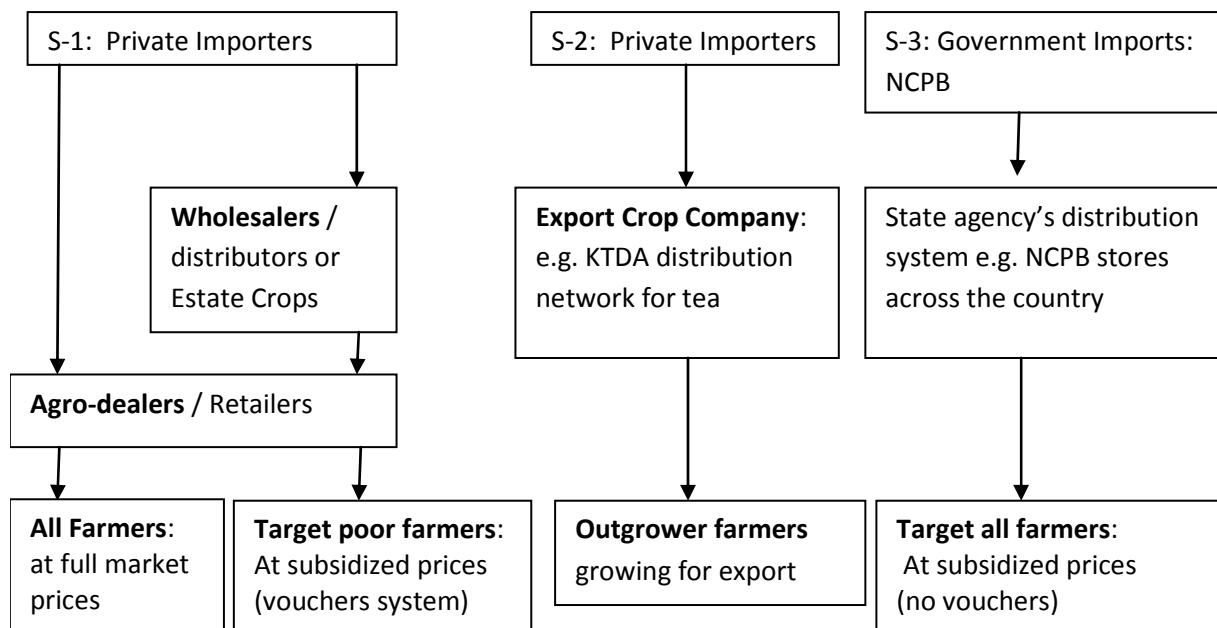 S-1: Private Importers
S-2: Private Importers
S-3: Government Imports:
NCPB
Wholesalers /
distributors or
Estate Crops
Export Crop Company:
e.g. KTDA distribution
network for tea
State agency’s distribution
system e.g. NCPB stores
across the country
Agro-dealers / Retailers
All Farmers:
at full market
prices
Target poor farmers:
At subsidized prices
(vouchers system)
Outgrower farmers
growing for export
Target all farmers:
At subsidized prices
(no vouchers)